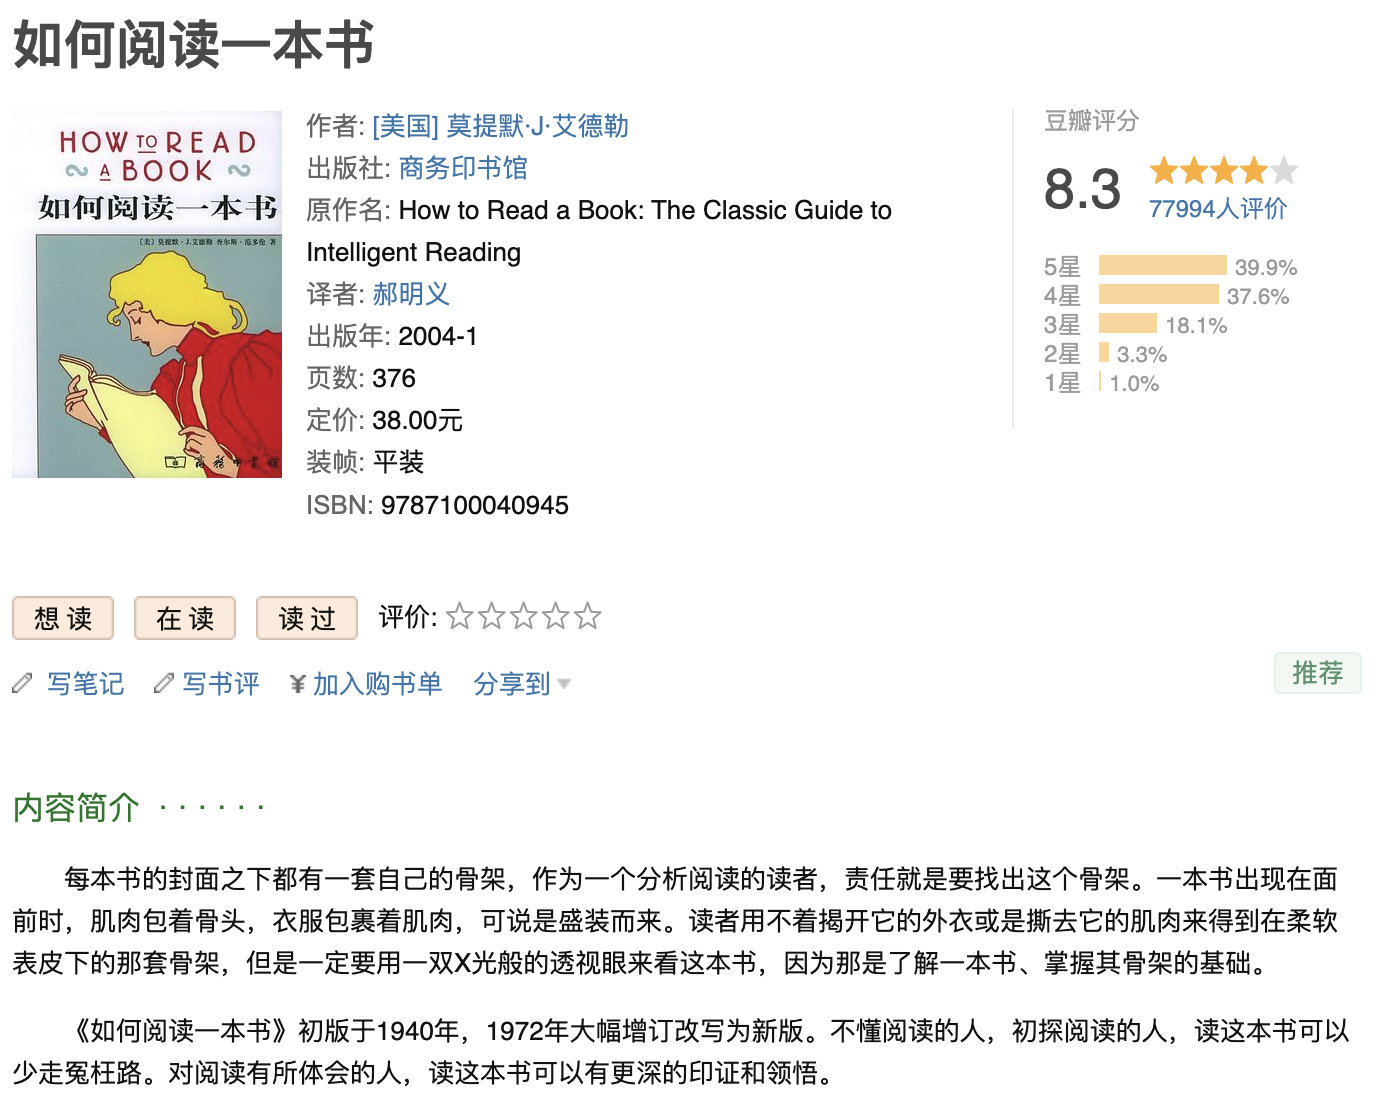 如何阅读一本书
HOW TO READ
A BOOK
如何阅读一本书
〔美〕莫提默·J.艾德勒 查尔斯·范多伦 著
商務印書館
作者: [美国] 莫提默·J·艾德勒
出版社: 商务印书馆
原作名: How to Read a Book: The Classic Guide to
Intelligent Reading
译者: 郝明义
出版年: 2004-1
页数: 376
定价: 38.00元
装帧: 平装
ISBN: 9787100040945
豆瓣评分
8.3
77994人评价
5星 39.9%
4星 37.6%
3星 18.1%
2星 3.3%
1星 1.0%
想读 在读 读过 评价:
写笔记 写书评 ¥加入购书单 分享到
推荐
内容简介 · · · · · ·
每本书的封面之下都有一套自己的骨架，作为一个分析阅读的读者，责任就是要找出这个骨架。一本书出现在面
前时，肌肉包着骨头，衣服包裹着肌肉，可说是盛装而来。读者用不着揭开它的外衣或是撕去它的肌肉来得到在柔软
表皮下的那套骨架，但是一定要用一双X光般的透视眼来看这本书，因为那是了解一本书、掌握其骨架的基础。
《如何阅读一本书》初版于1940年，1972年大幅增订改写为新版。不懂阅读的人，初探阅读的人，读这本书可以
少走冤枉路。对阅读有所体会的人，读这本书可以有更深的印证和领悟。